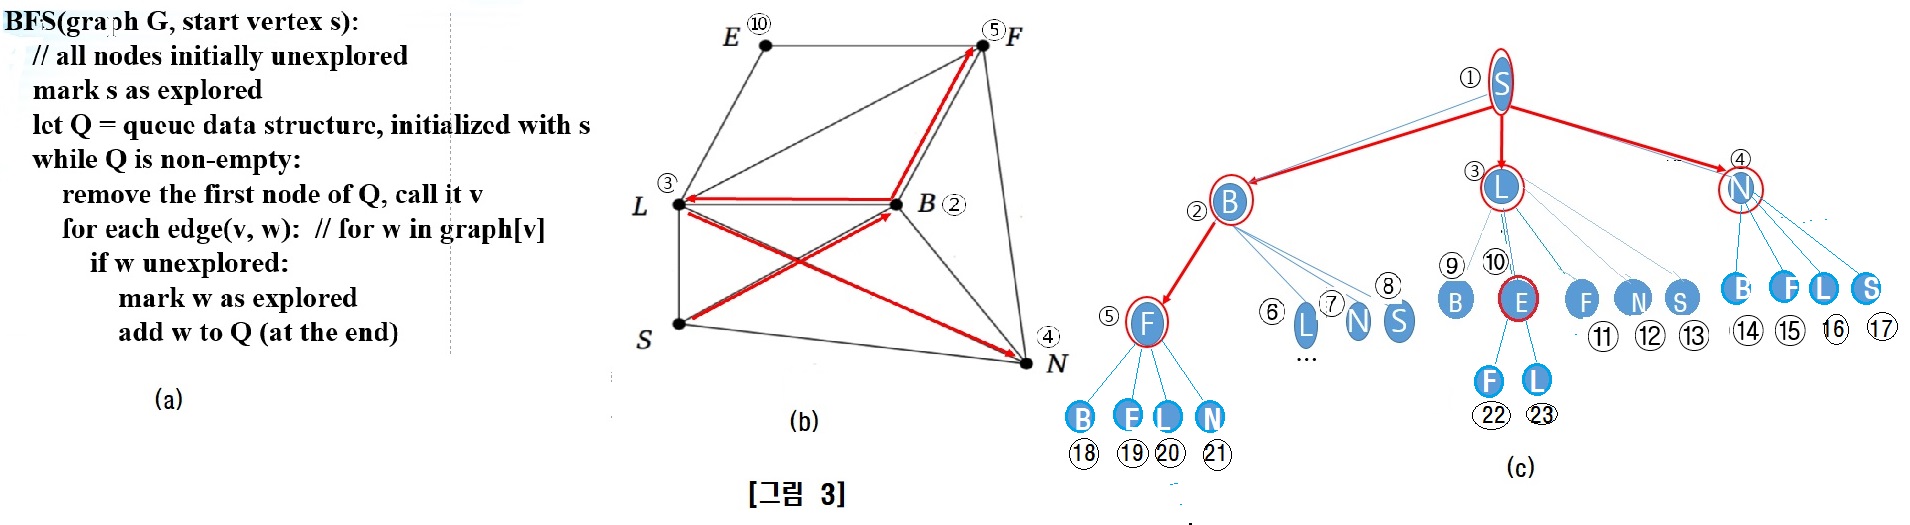 BFS(graph G, start vertex s):
// all nodes initially unexplored
mark s as explored
let Q = queue data structure, initialized with s
while Q is non-empty:
remove the first node of Q, call it v
for each edge(v, w): // for w in graph[v]
if w unexplored:
mark w as explored
add w to Q (at the end)
(a)
E ⑩
⑤ F
③
L
B ②
S
④
N
(b)
① S
② B
③ L
④ N
⑤ F
⑥ L
...
⑦ N
⑧ S
⑨ B
⑩ E
F ⑪
N ⑫
S ⑬
B ⑭
F ⑮
L ⑯
S ⑰
B ⑱
E ⑲
L ⑳
N ㉑
F ㉒
L ㉓
(c)
[그림 3]